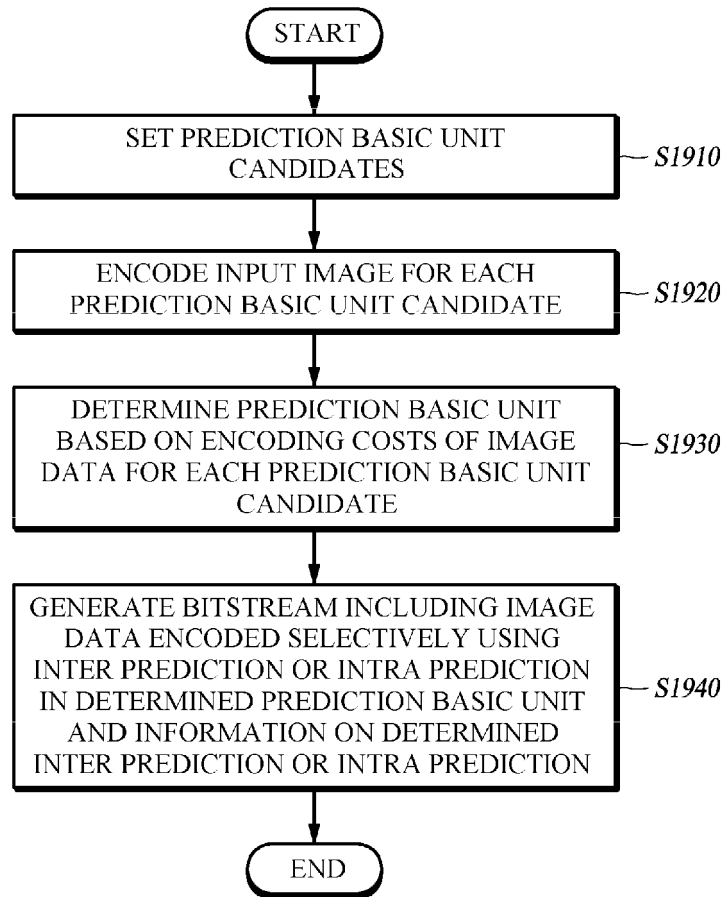 START
SET PREDICTION BASIC UNIT
CANDIDATES
S1910
ENCODE INPUT IMAGE FOR EACH
PREDICTION BASIC UNIT CANDIDATE
S1920
DETERMINE PREDICTION BASIC UNIT
BASED ON ENCODING COSTS OF IMAGE
DATA FOR EACH PREDICTION BASIC UNIT
CANDIDATE
S1930
GENERATE BITSTREAM INCLUDING IMAGE
DATA ENCODED SELECTIVELY USING
INTER PREDICTION OR INTRA PREDICTION
IN DETERMINED PREDICTION BASIC UNIT
AND INFORMATION ON DETERMINED
INTER PREDICTION OR INTRA PREDICTION
S1940
END